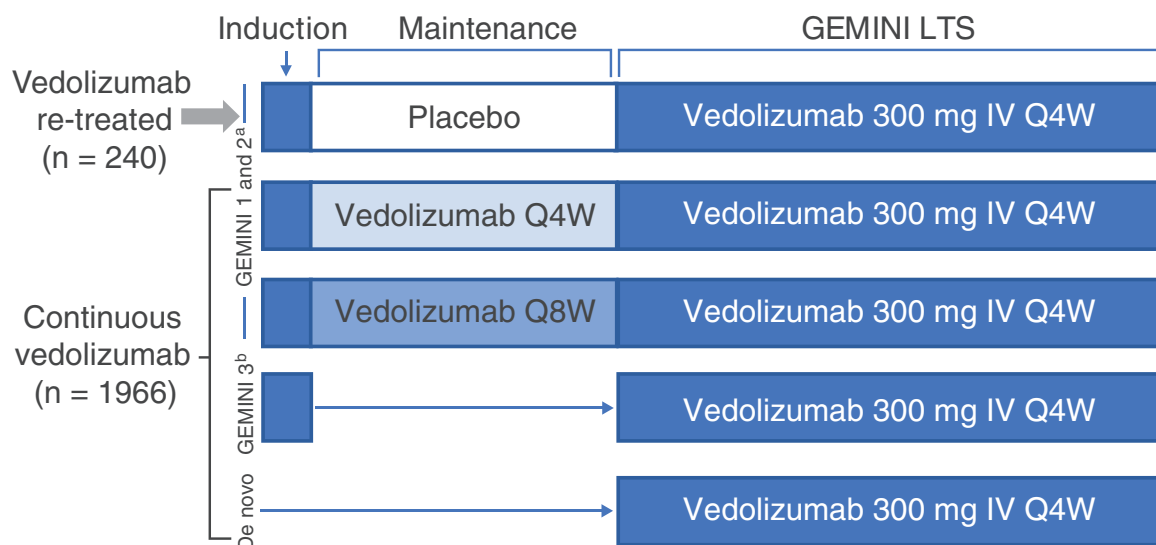 Induction
Maintenance
GEMINI LTS
Vedolizumab
re-treated
(n = 240)
GEMINI 1 and 2a
Placebo
Vedolizumab 300 mg IV Q4W
Vedolizumab Q4W
Vedolizumab 300 mg IV Q4W
Continuous
vedolizumab
(n = 1966)
Vedolizumab Q8W
Vedolizumab 300 mg IV Q4W
GEMINI 3b
Vedolizumab 300 mg IV Q4W
De novo
Vedolizumab 300 mg IV Q4W